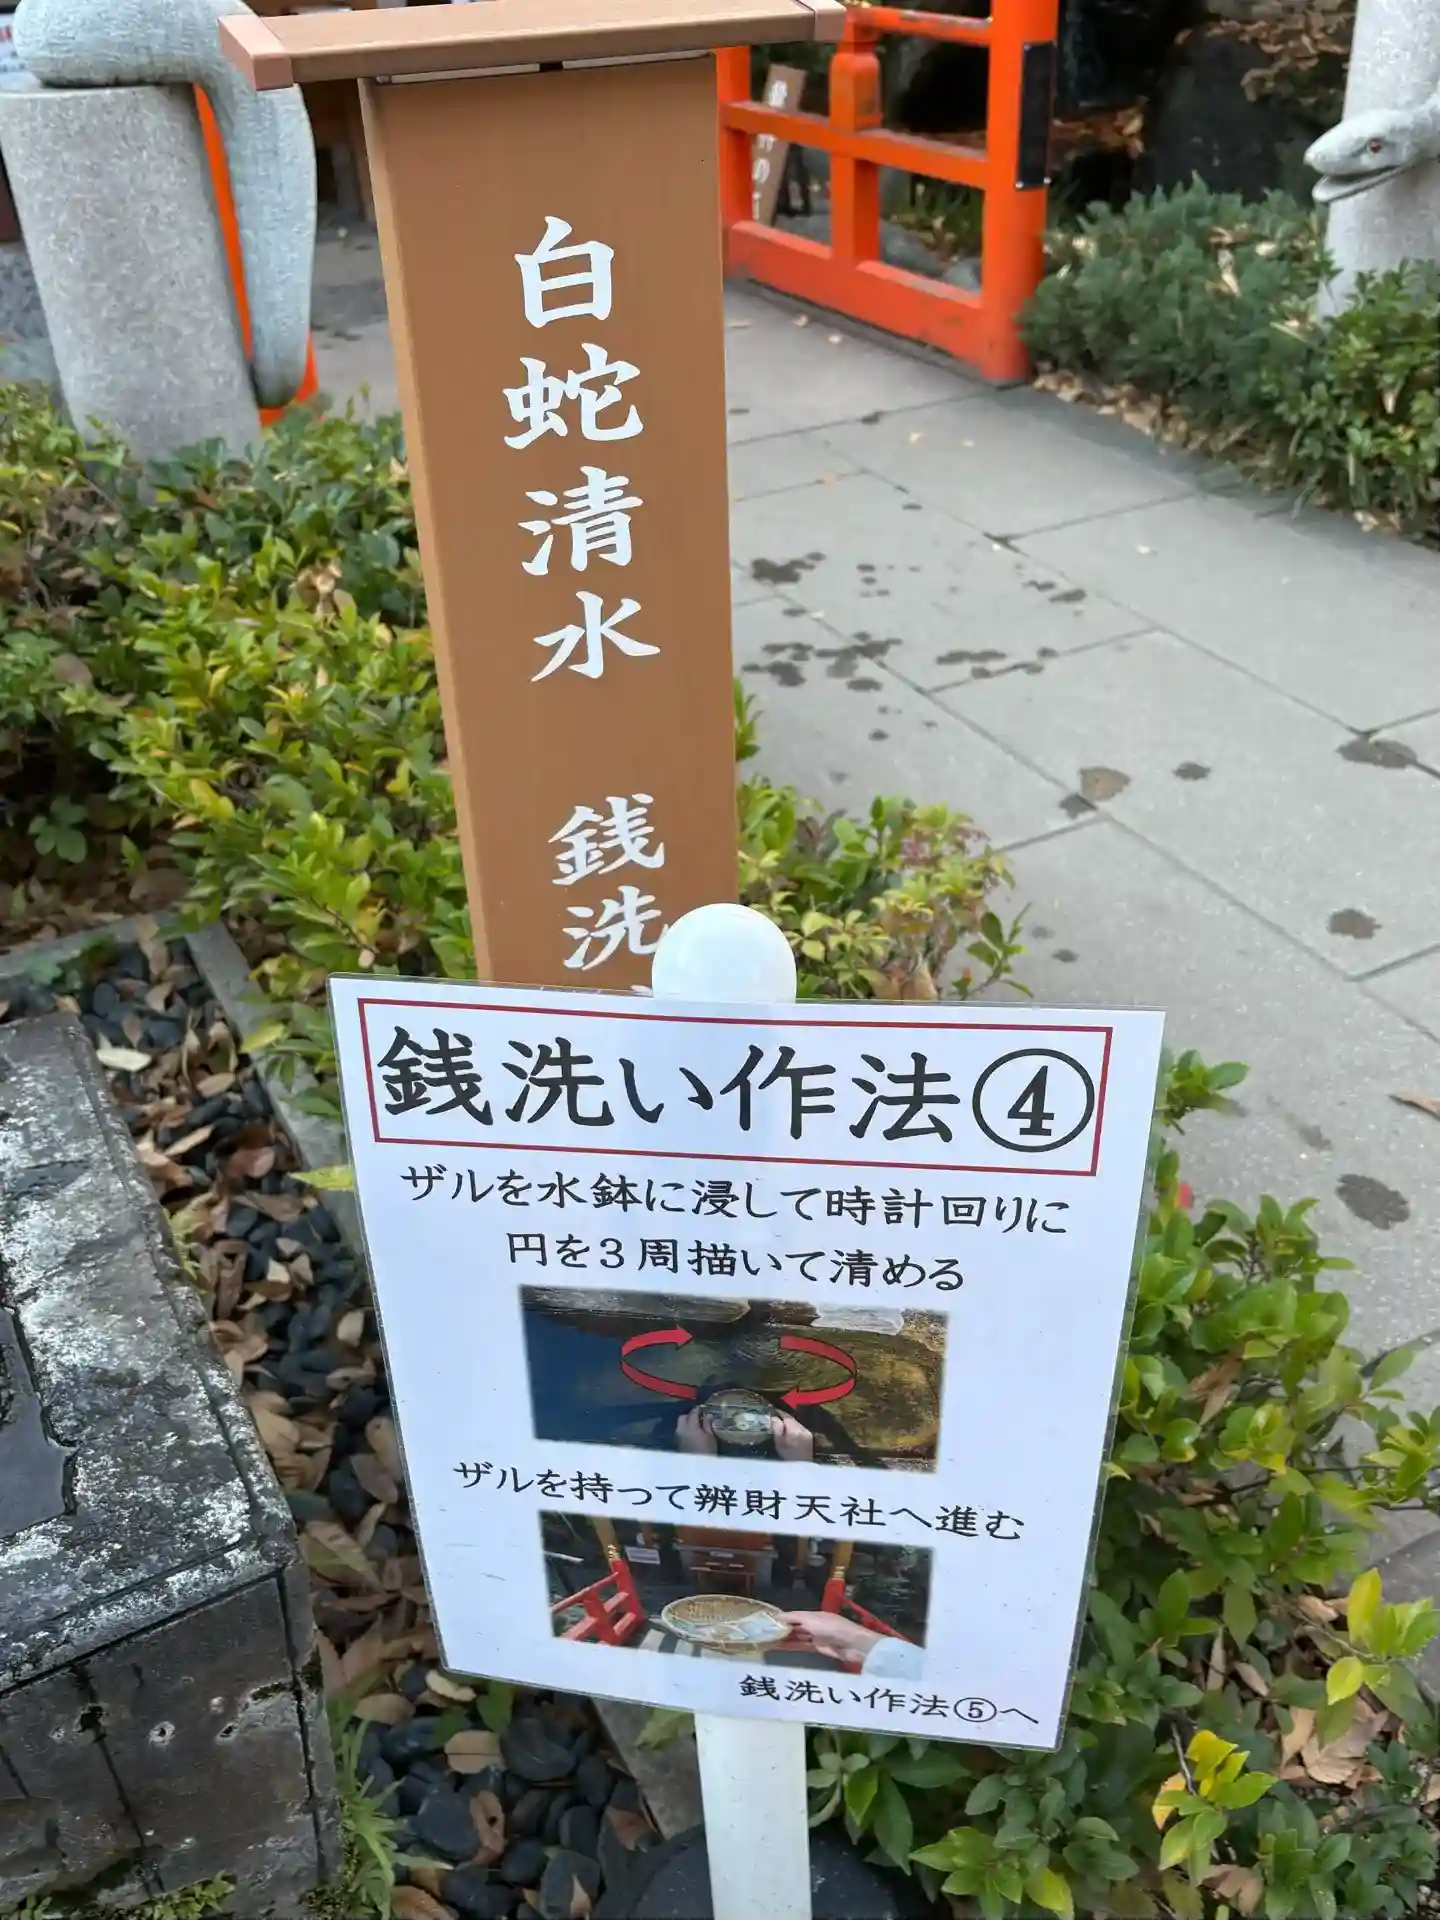 白蛇清水 銭洗
銭洗い作法④
ザルを水鉢に浸して時計回りに
円を3周描いて清める
ザルを持って辨財天社へ進む
銭洗い作法⑤へ